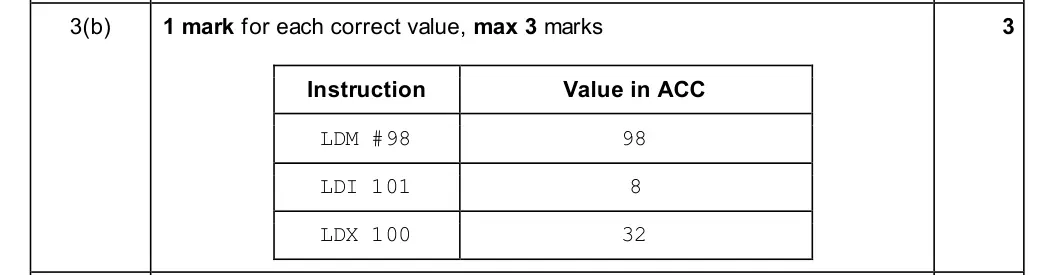 3(b) 1 mark for each correct value, max 3 marks 3
Instruction Value in ACC
LDM #98 98
LDI 101 8
LDX 100 32